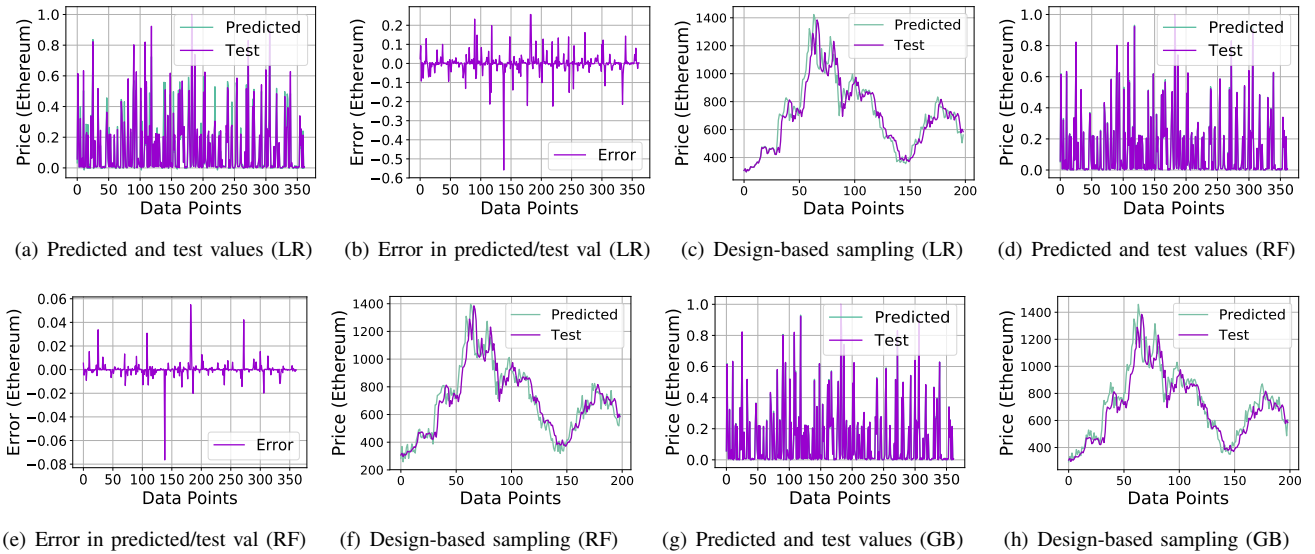 Price (Ethereum)
1.0
0.8
0.6
0.4
0.2
0.0
Predicted
Test
0 50 100 150 200 250 300 350
Data Points
(a) Predicted and test values (LR)
Error (Ethereum)
0.2
0.1
0.0
−0.1
−0.2
−0.3
−0.4
−0.5
−0.6
Error
0 50 100 150 200 250 300 350
Data Points
(b) Error in predicted/test val (LR)
Price (Ethereum)
1400
1200
1000
800
600
400
Predicted
Test
0 50 100 150 200
Data Points
(c) Design-based sampling (LR)
Price (Ethereum)
1.0
0.8
0.6
0.4
0.2
0.0
Predicted
Test
0 50 100 150 200 250 300 350
Data Points
(d) Predicted and test values (RF)
Error (Ethereum)
0.06
0.04
0.02
0.00
−0.02
−0.04
−0.06
−0.08
Error
0 50 100 150 200 250 300 350
Data Points
(e) Error in predicted/test val (RF)
Price (Ethereum)
1400
1200
1000
800
600
400
200
Predicted
Test
0 50 100 150 200
Data Points
(f) Design-based sampling (RF)
Price (Ethereum)
1.0
0.8
0.6
0.4
0.2
0.0
Predicted
Test
0 50 100 150 200 250 300 350
Data Points
(g) Predicted and test values (GB)
Price (Ethereum)
1400
1200
1000
800
600
400
Predicted
Test
0 50 100 150 200
Data Points
(h) Design-based sampling (GB)